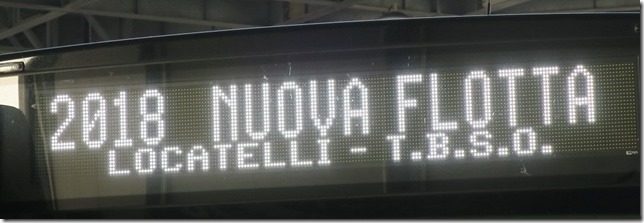 2018 NUOVA FLOTTA
LOCATELLI - T.B.S.O.